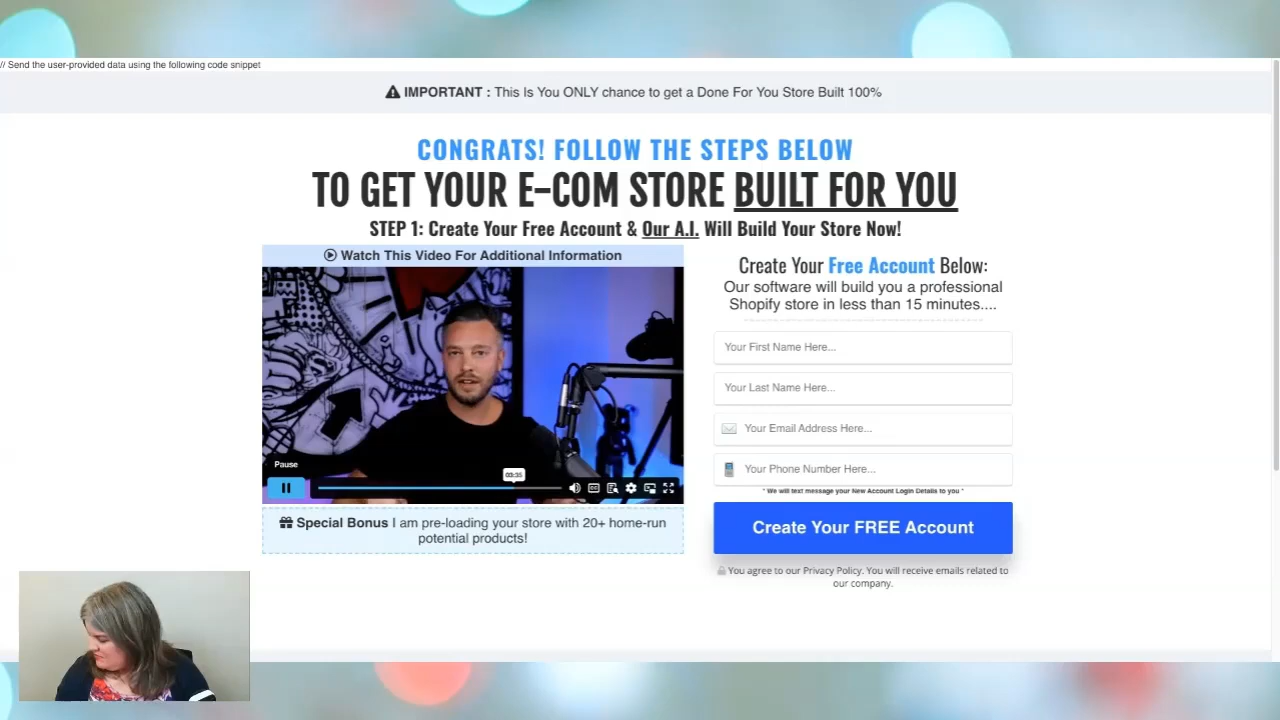 // Send the user-provided data using the following code snippet
IMPORTANT : This Is You ONLY chance to get a Done For You Store Built 100%
CONGRATS! FOLLOW THE STEPS BELOW
TO GET YOUR E-COM STORE BUILT FOR YOU
STEP 1: Create Your Free Account & Our A.I. Will Build Your Store Now!
Watch This Video For Additional Information
Pause
03:35
CC
Special Bonus I am pre-loading your store with 20+ home-run
potential products!
Create Your Free Account Below:
Our software will build you a professional
Shopify store in less than 15 minutes....
Your First Name Here...
Your Last Name Here...
Your Email Address Here...
Your Phone Number Here...
* We will text message your New Account Login Details to you *
Create Your FREE Account
You agree to our Privacy Policy. You will receive emails related to
our company.